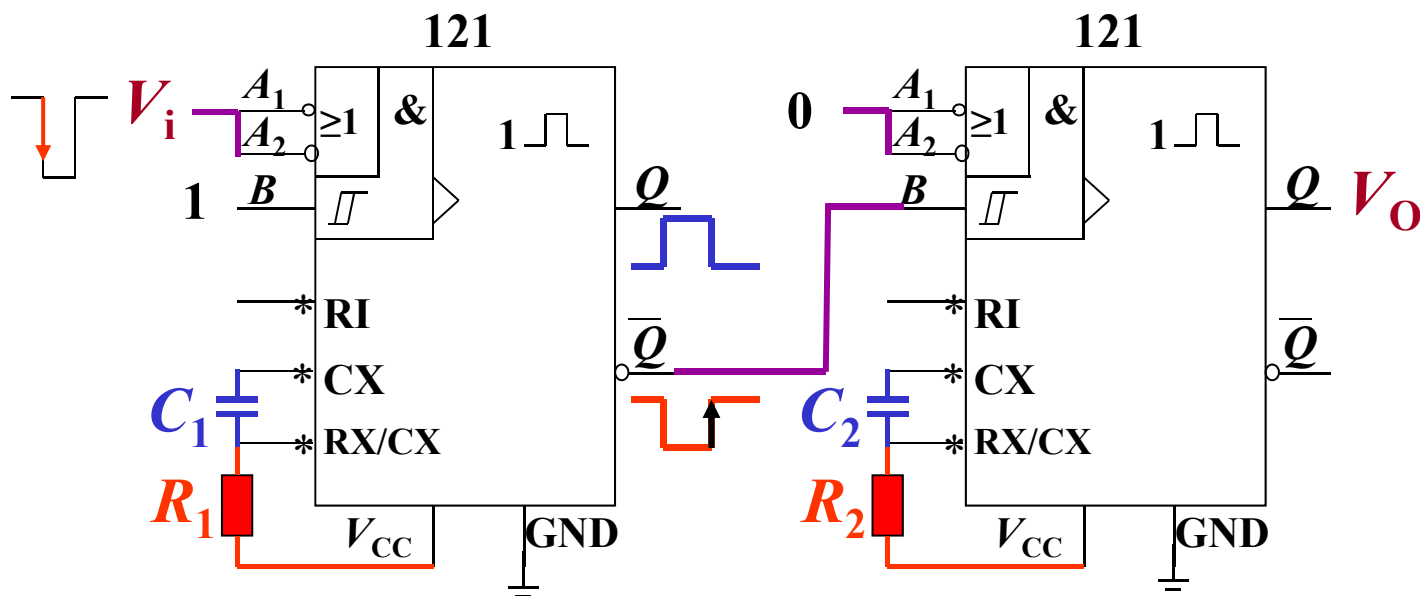 121
121
Vi
A1
A2
≥1
&
1
1
B
Q
RI
Q̅
CX
C1
RX/CX
R1
VCC
GND
0
A1
A2
≥1
&
1
B
Q
VO
RI
Q̅
CX
C2
RX/CX
R2
VCC
GND